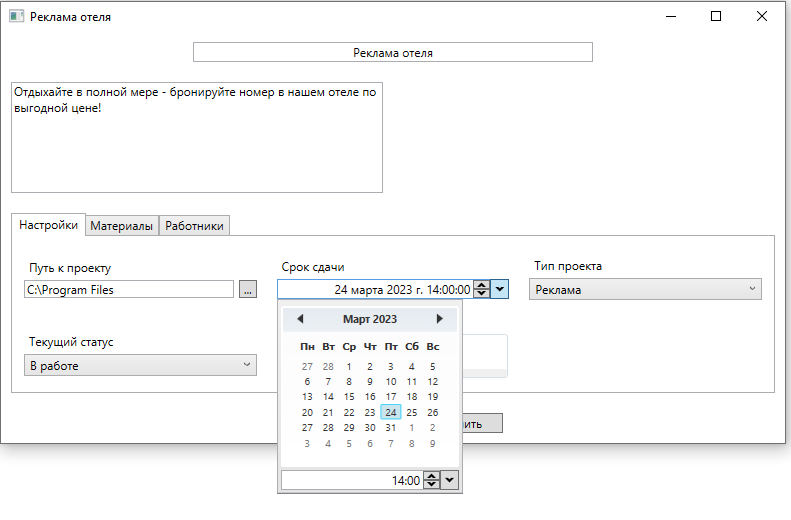 Реклама отеля
Реклама отеля
Отдыхайте в полной мере - бронируйте номер в нашем отеле по
выгодной цене!
Настройки Материалы Работники
Путь к проекту Срок сдачи Тип проекта
C:\Program Files ... 24 марта 2023 г. 14:00:00 Реклама
Март 2023
Текущий статус
В работе
Пн Вт Ср Чт Пт Сб Вс
27 28 1 2 3 4 5
6 7 8 9 10 11 12
13 14 15 16 17 18 19
20 21 22 23 24 25 26
27 28 29 30 31 1 2
3 4 5 6 7 8 9
14:00